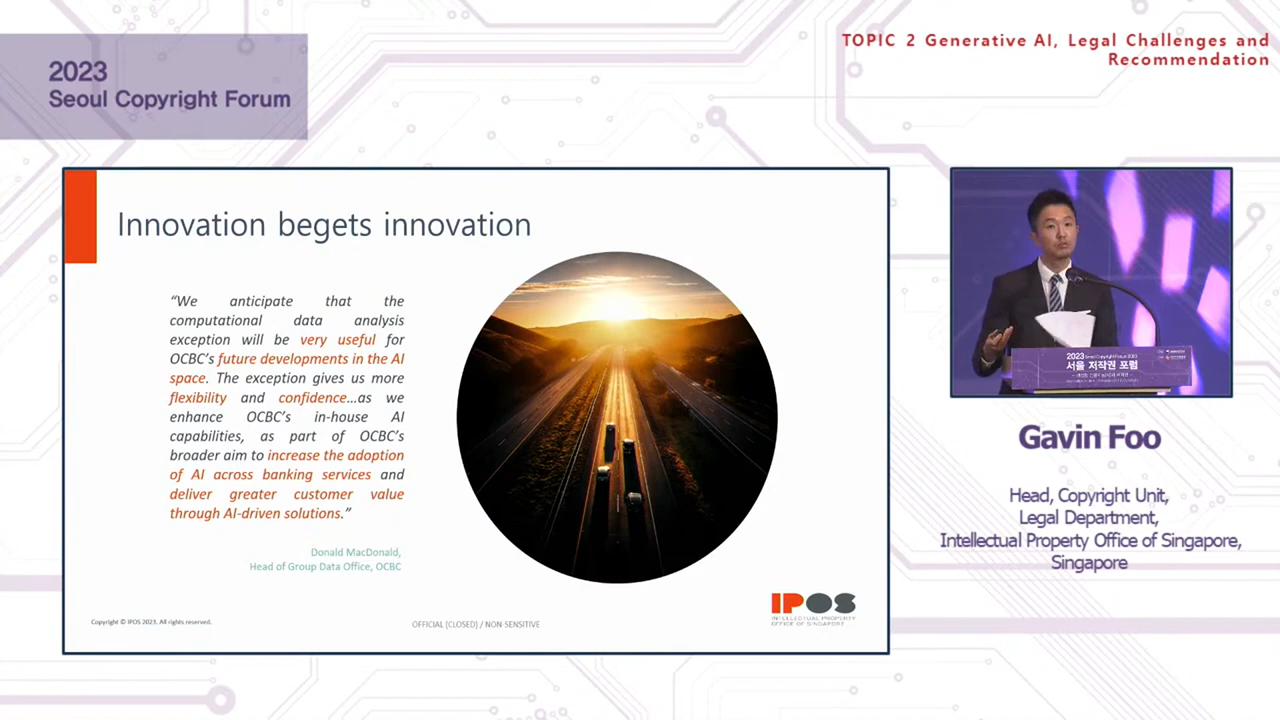 2023
Seoul Copyright Forum
TOPIC 2 Generative AI, Legal Challenges and
Recommendation
Innovation begets innovation
“We anticipate that the
computational data analysis
exception will be very useful for
OCBC’s future developments in the AI
space. The exception gives us more
flexibility and confidence…as we
enhance OCBC’s in-house AI
capabilities, as part of OCBC’s
broader aim to increase the adoption
of AI across banking services and
deliver greater customer value
through AI-driven solutions.”
Donald MacDonald,
Head of Group Data Office, OCBC
Copyright © IPOS 2023. All rights reserved.
OFFICIAL (CLOSED) / NON-SENSITIVE
IPOS
INTELLECTUAL PROPERTY
OFFICE OF SINGAPORE
2023 Seoul Copyright Forum 2023
서울 저작권 포럼
Gavin Foo
Head, Copyright Unit,
Legal Department,
Intellectual Property Office of Singapore,
Singapore